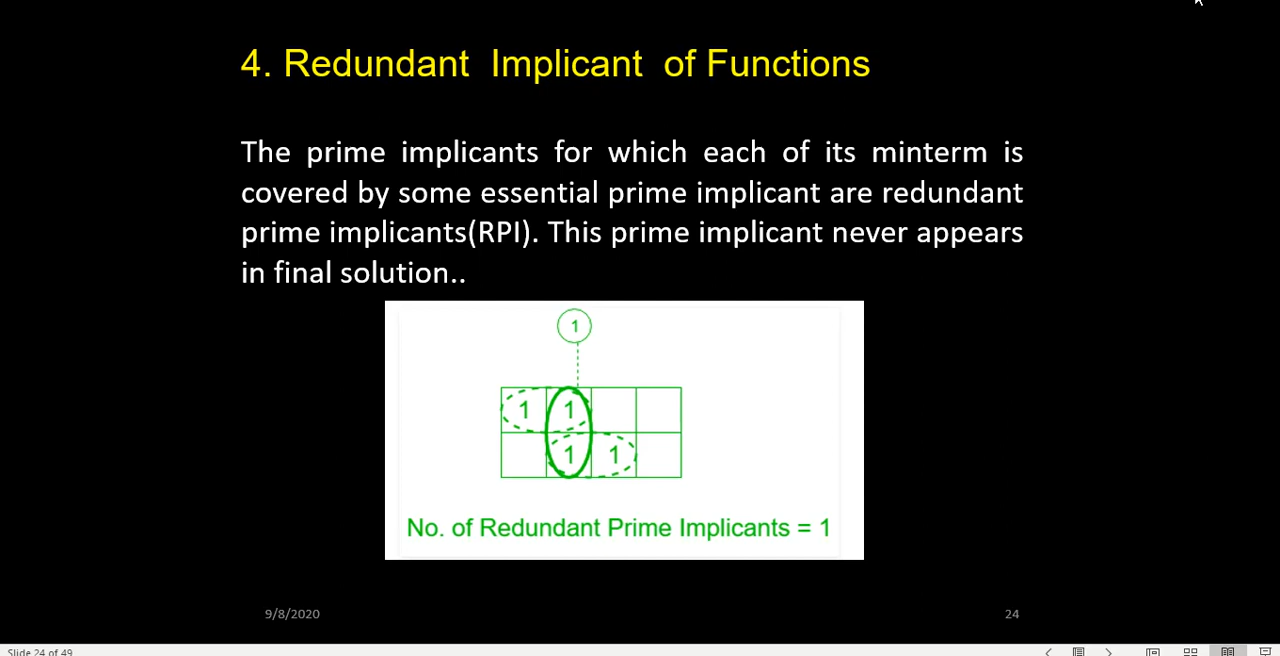 4. Redundant Implicant of Functions
The prime implicants for which each of its minterm is
covered by some essential prime implicant are redundant
prime implicants(RPI). This prime implicant never appears
in final solution..
1
1 1
1 1
No. of Redundant Prime Implicants = 1
9/8/2020 24
Slide 24 of 49